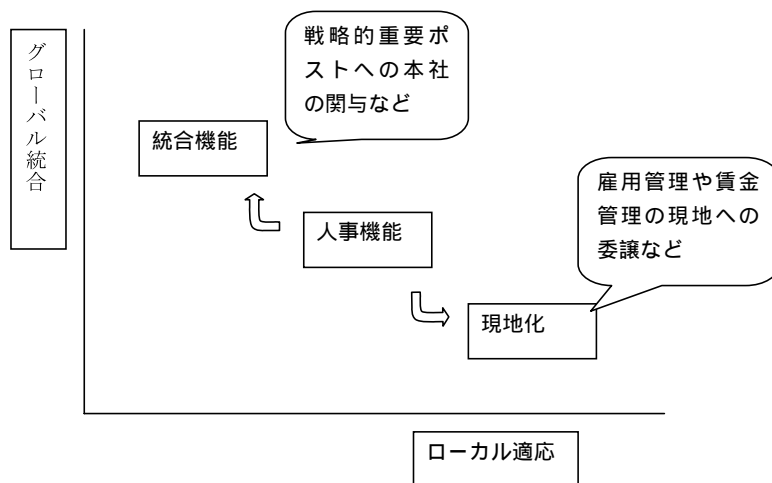 グローバル統合
戦略的重要ポ
ストへの本社
の関与など
統合機能
雇用管理や賃金
管理の現地への
委譲など
人事機能
現地化
ローカル適応